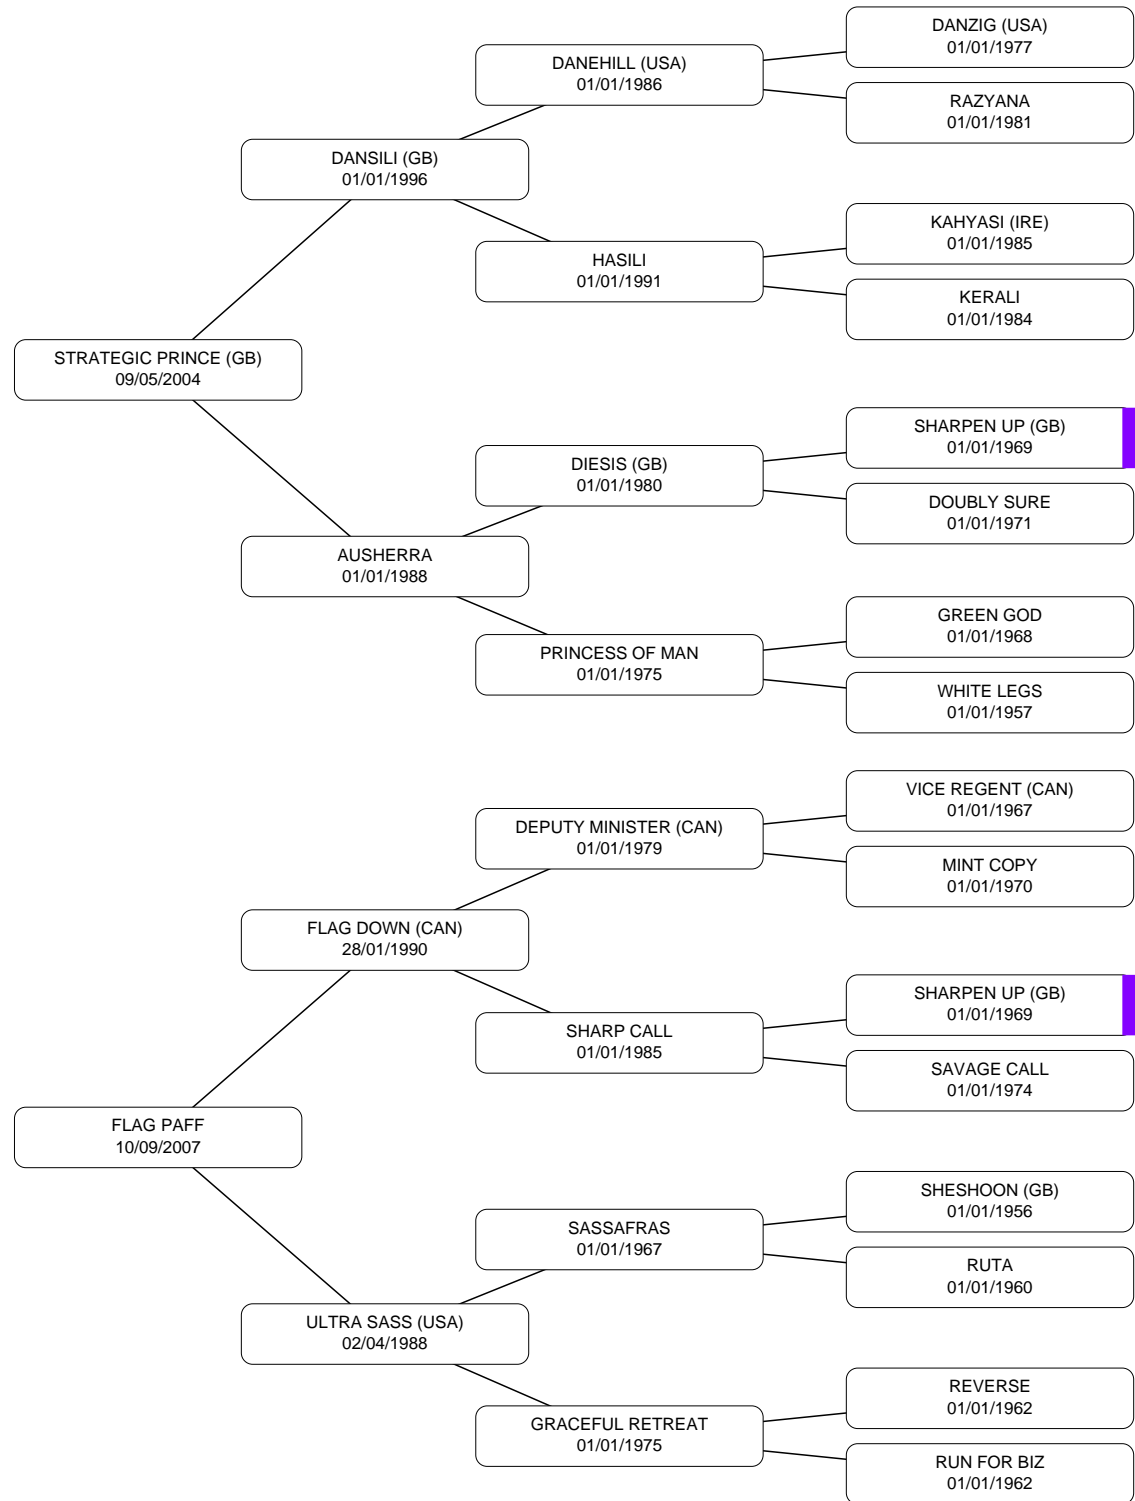 DANZIG (USA)
01/01/1977
DANEHILL (USA)
01/01/1986
RAZYANA
01/01/1981
DANSILI (GB)
01/01/1996
KAHYASI (IRE)
01/01/1985
HASILI
01/01/1991
KERALI
01/01/1984
STRATEGIC PRINCE (GB)
09/05/2004
SHARPEN UP (GB)
01/01/1969
DIESIS (GB)
01/01/1980
DOUBLY SURE
01/01/1971
AUSHERRA
01/01/1988
GREEN GOD
01/01/1968
PRINCESS OF MAN
01/01/1975
WHITE LEGS
01/01/1957
VICE REGENT (CAN)
01/01/1967
DEPUTY MINISTER (CAN)
01/01/1979
MINT COPY
01/01/1970
FLAG DOWN (CAN)
28/01/1990
SHARPEN UP (GB)
01/01/1969
SHARP CALL
01/01/1985
SAVAGE CALL
01/01/1974
FLAG PAFF
10/09/2007
SHESHOON (GB)
01/01/1956
SASSAFRAS
01/01/1967
RUTA
01/01/1960
ULTRA SASS (USA)
02/04/1988
REVERSE
01/01/1962
GRACEFUL RETREAT
01/01/1975
RUN FOR BIZ
01/01/1962